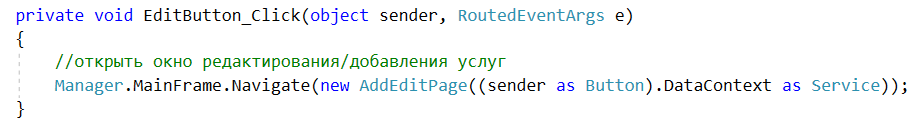 private void EditButton_Click(object sender, RoutedEventArgs e)
{
//открыть окно редактирования/добавления услуг
Manager.MainFrame.Navigate(new AddEditPage((sender as Button).DataContext as Service));
}